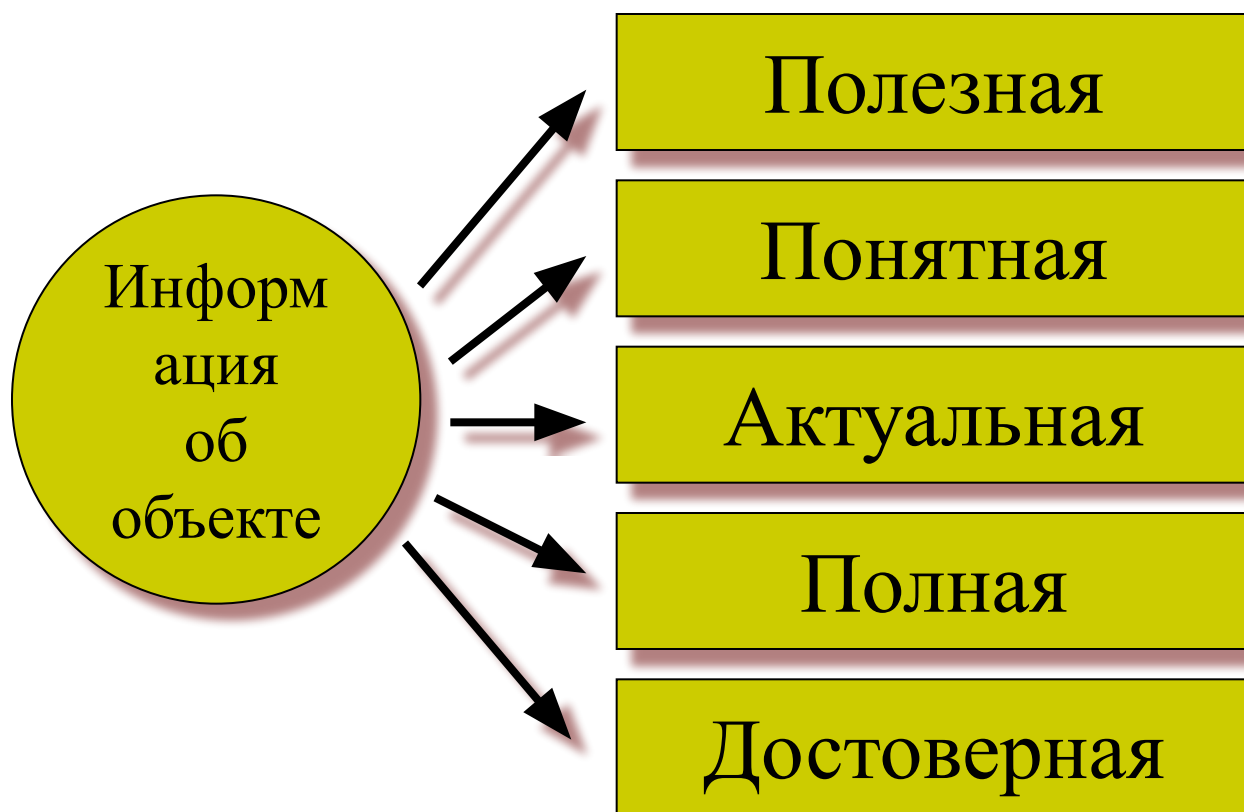 Информ
ация
об
объекте
Полезная
Понятная
Актуальная
Полная
Достоверная